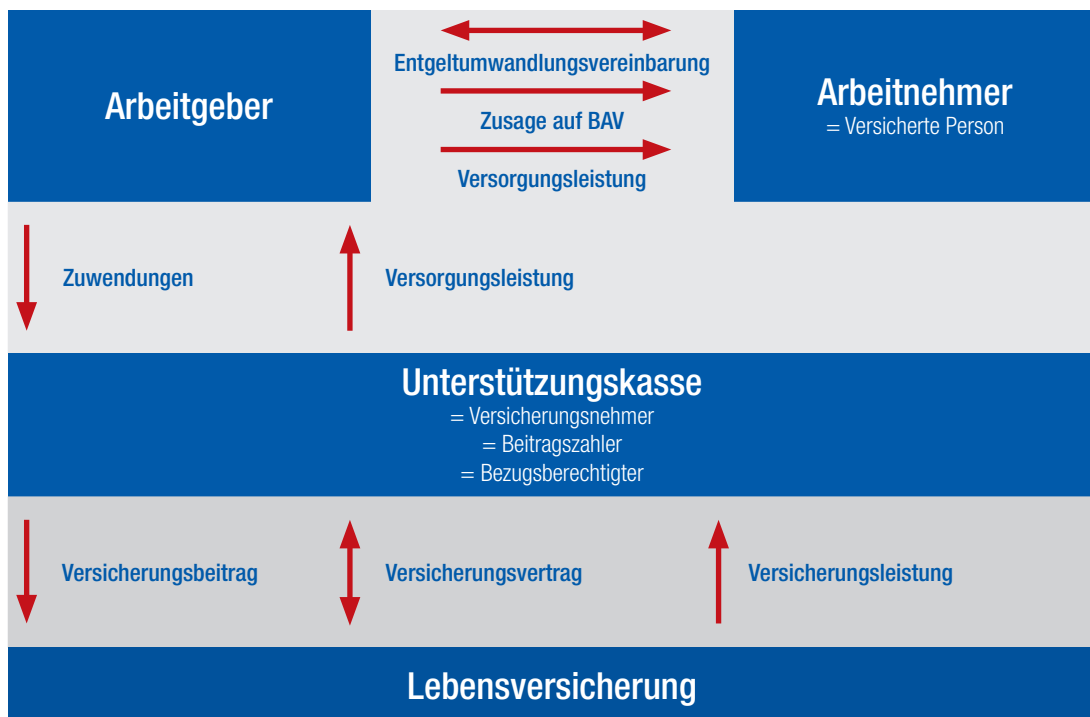 Arbeitgeber
Entgeltumwandlungsvereinbarung
Zusage auf BAV
Versorgungsleistung
Arbeitnehmer
= Versicherte Person
Zuwendungen
Versorgungsleistung
Unterstützungskasse
= Versicherungsnehmer
= Beitragszahler
= Bezugsberechtigter
Versicherungsbeitrag
Versicherungsvertrag
Versicherungsleistung
Lebensversicherung